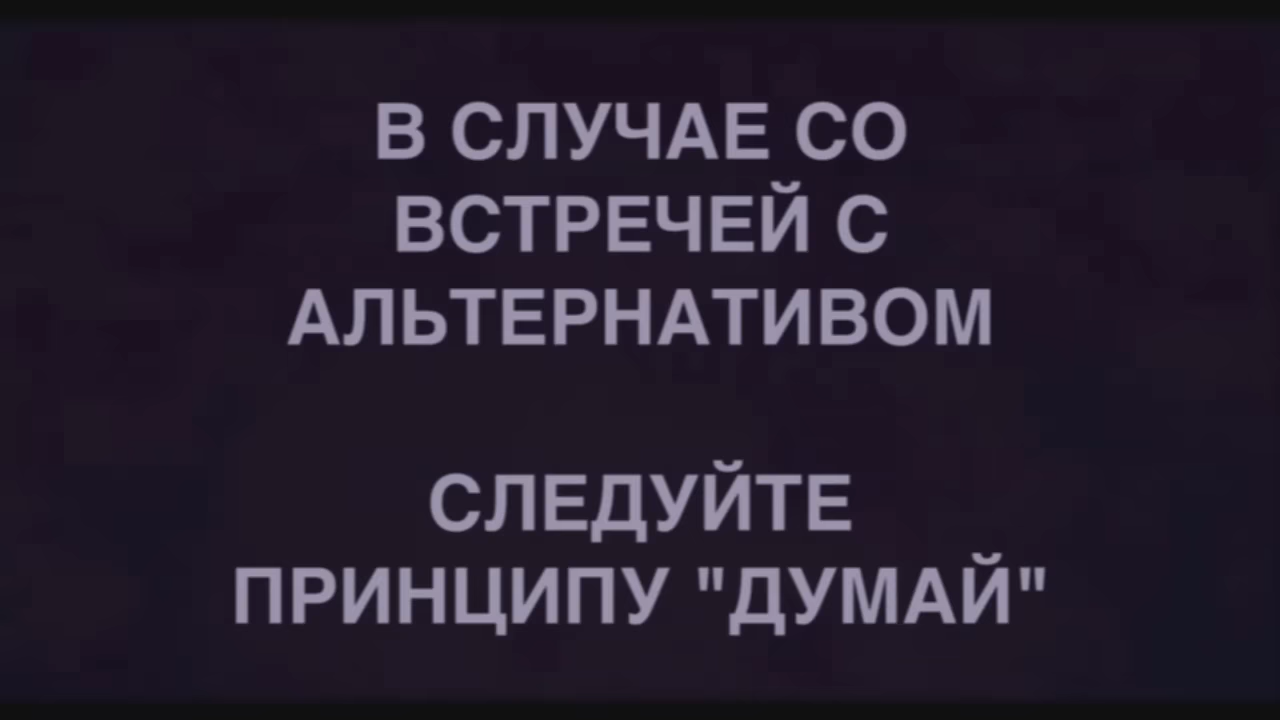 В СЛУЧАЕ СО
ВСТРЕЧЕЙ С
АЛЬТЕРНАТИВОМ
СЛЕДУЙТЕ
ПРИНЦИПУ "ДУМАЙ"